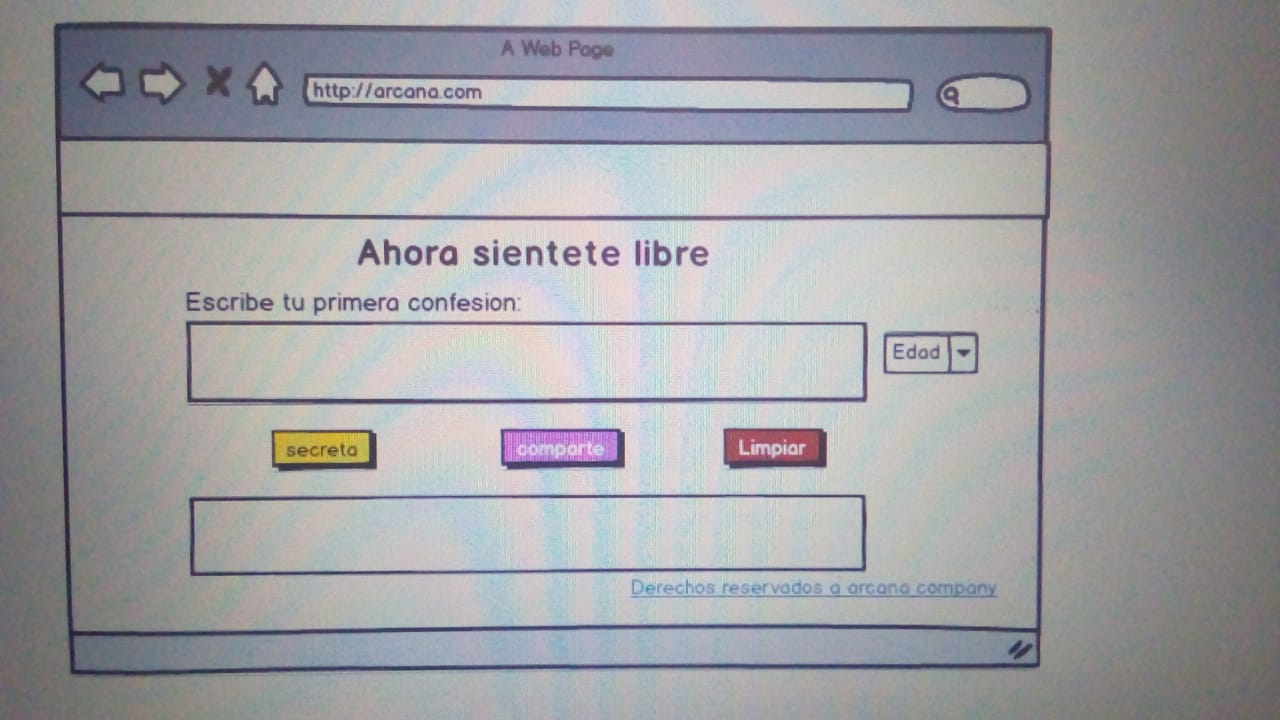 A Web Page
http://arcana.com
Ahora sientete libre
Escribe tu primera confesion:
Edad
secreta
comparte
Limpiar
Derechos reservados a arcana company